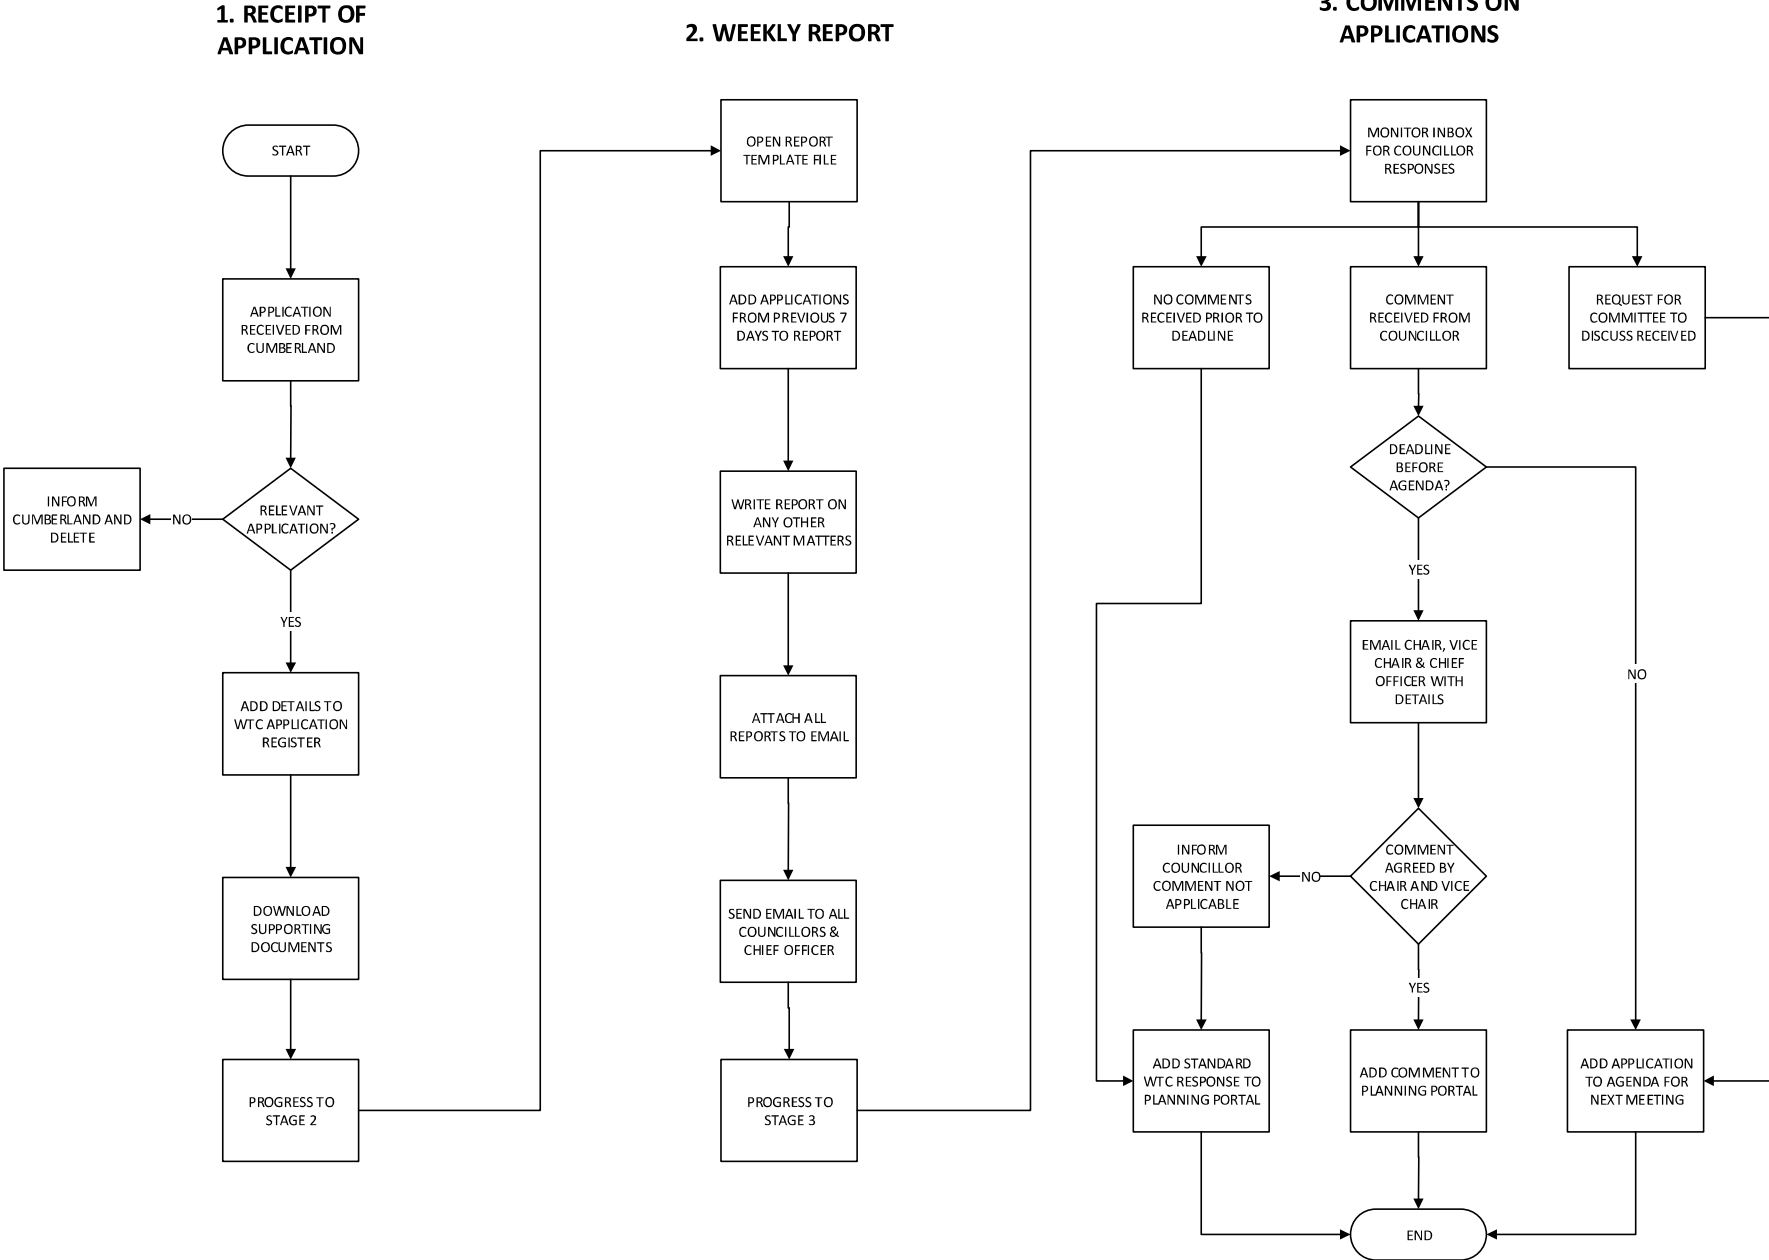 1. RECEIPT OF
APPLICATION
START
APPLICATION
RECEIVED FROM
CUMBERLAND
RELEVANT
APPLICATION?
NO
INFORM
CUMBERLAND AND
DELETE
YES
ADD DETAILS TO
WTC APPLICATION
REGISTER
DOWNLOAD
SUPPORTING
DOCUMENTS
PROGRESS TO
STAGE 2
2. WEEKLY REPORT
OPEN REPORT
TEMPLATE FILE
ADD APPLICATIONS
FROM PREVIOUS 7
DAYS TO REPORT
WRITE REPORT ON
ANY OTHER
RELEVANT MATTERS
ATTACH ALL
REPORTS TO EMAIL
SEND EMAIL TO ALL
COUNCILLORS &
CHIEF OFFICER
PROGRESS TO
STAGE 3
3. COMMENTS ON
APPLICATIONS
MONITOR INBOX
FOR COUNCILLOR
RESPONSES
NO COMMENTS
RECEIVED PRIOR TO
DEADLINE
COMMENT
RECEIVED FROM
COUNCILLOR
REQUEST FOR
COMMITTEE TO
DISCUSS RECEIVED
DEADLINE
BEFORE
AGENDA?
YES
NO
EMAIL CHAIR, VICE
CHAIR & CHIEF
OFFICER WITH
DETAILS
COMMENT
AGREED BY
CHAIR AND VICE
CHAIR
NO
INFORM
COUNCILLOR
COMMENT NOT
APPLICABLE
YES
ADD STANDARD
WTC RESPONSE TO
PLANNING PORTAL
ADD COMMENT TO
PLANNING PORTAL
ADD APPLICATION
TO AGENDA FOR
NEXT MEETING
END